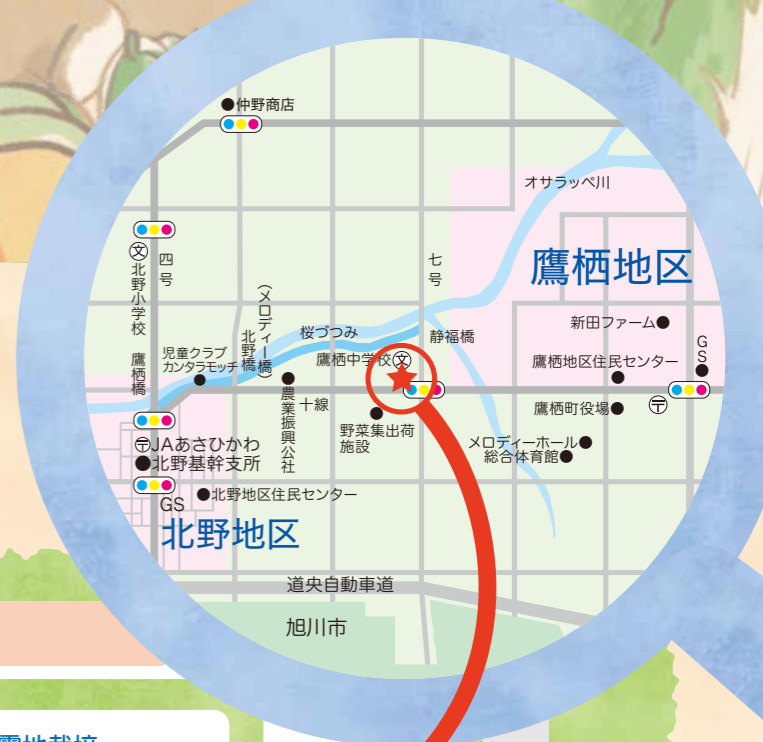 仲野商店
オサラッペ川
文
四号
七号
鷹栖地区
北野小学校
(メロディー橋)
北野橋
桜づつみ
静福橋
新田ファーム
GS
児童クラブ
カンタラモッチ
鷹栖橋
鷹栖中学校
文
鷹栖地区住民センター
農業振興公社
十線
鷹栖町役場
〒
野菜集出荷
施設
メロディーホール
総合体育館
〒JAあさひかわ
北野基幹支所
北野地区住民センター
GS
北野地区
道央自動車道
旭川市
露地栽培